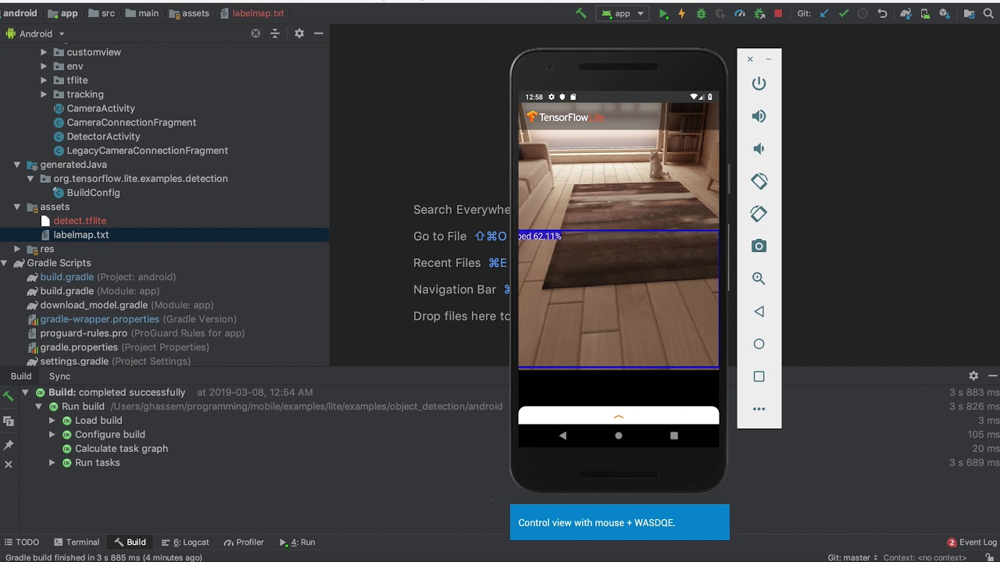 android app src main assets labelmap.txt app Git:
Android
customview
env
tflite
tracking
CameraActivity
CameraConnectionFragment
DetectorActivity
LegacyCameraConnectionFragment
generatedJava
org.tensorflow.lite.examples.detection
BuildConfig
assets
detect.tflite
labelmap.txt
res
Gradle Scripts
build.gradle (Project: android)
build.gradle (Module: app)
download_model.gradle (Module: app)
gradle-wrapper.properties (Gradle Version)
proguard-rules.pro (ProGuard Rules for app)
gradle.properties (Project Properties)
settings.gradle (Project Settings)
Search Everywhe
Go to File ⇧⌘O
Recent Files ⌘E
Navigation Bar ⌘
Drop files here to
12:58
TensorFlow Lite
bed 62.11%
Control view with mouse + WASDQE.
Build Sync
Build: completed successfully at 2019-03-08, 12:54 AM 3 s 883 ms
Run build /Users/ghassem/programming/mobile/examples/lite/examples/object_detection/android 3 s 826 ms
Load build 3 ms
Configure build 105 ms
Calculate task graph 20 ms
Run tasks 3 s 689 ms
TODO Terminal Build 6: Logcat Profiler 4: Run 2 Event Log
Gradle build finished in 3 s 885 ms (4 minutes ago) Git: master Context: <no context>